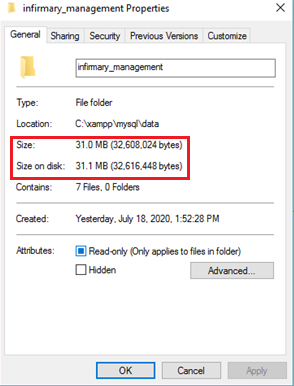 infirmary_management Properties
General Sharing Security Previous Versions Customize
infirmary_management
Type: File folder
Location: C:\xampp\mysql\data
Size: 31.0 MB (32,608,024 bytes)
Size on disk: 31.1 MB (32,616,448 bytes)
Contains: 7 Files, 0 Folders
Created: Yesterday, July 18, 2020, 1:52:28 PM
Attributes: Read-only (Only applies to files in folder)
Hidden Advanced...
OK Cancel Apply